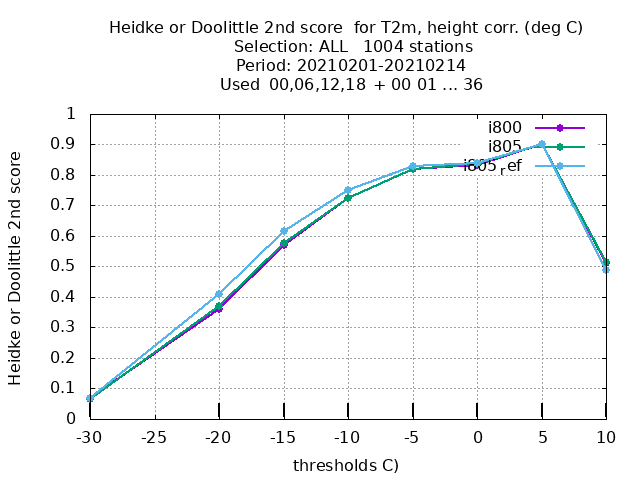 Heidke or Doolittle 2nd score  for T2m, height corr. (deg C)
Selection: ALL   1004 stations
Period: 20210201-20210214
Used  00,06,12,18  + 00 01 ... 36
i800
i805
i805ref
1
0.9
0.8
0.7
0.6
0.5
0.4
0.3
0.2
0.1
0
Heidke or Doolittle 2nd score
-30 -25 -20 -15 -10 -5 0 5 10
thresholds C)